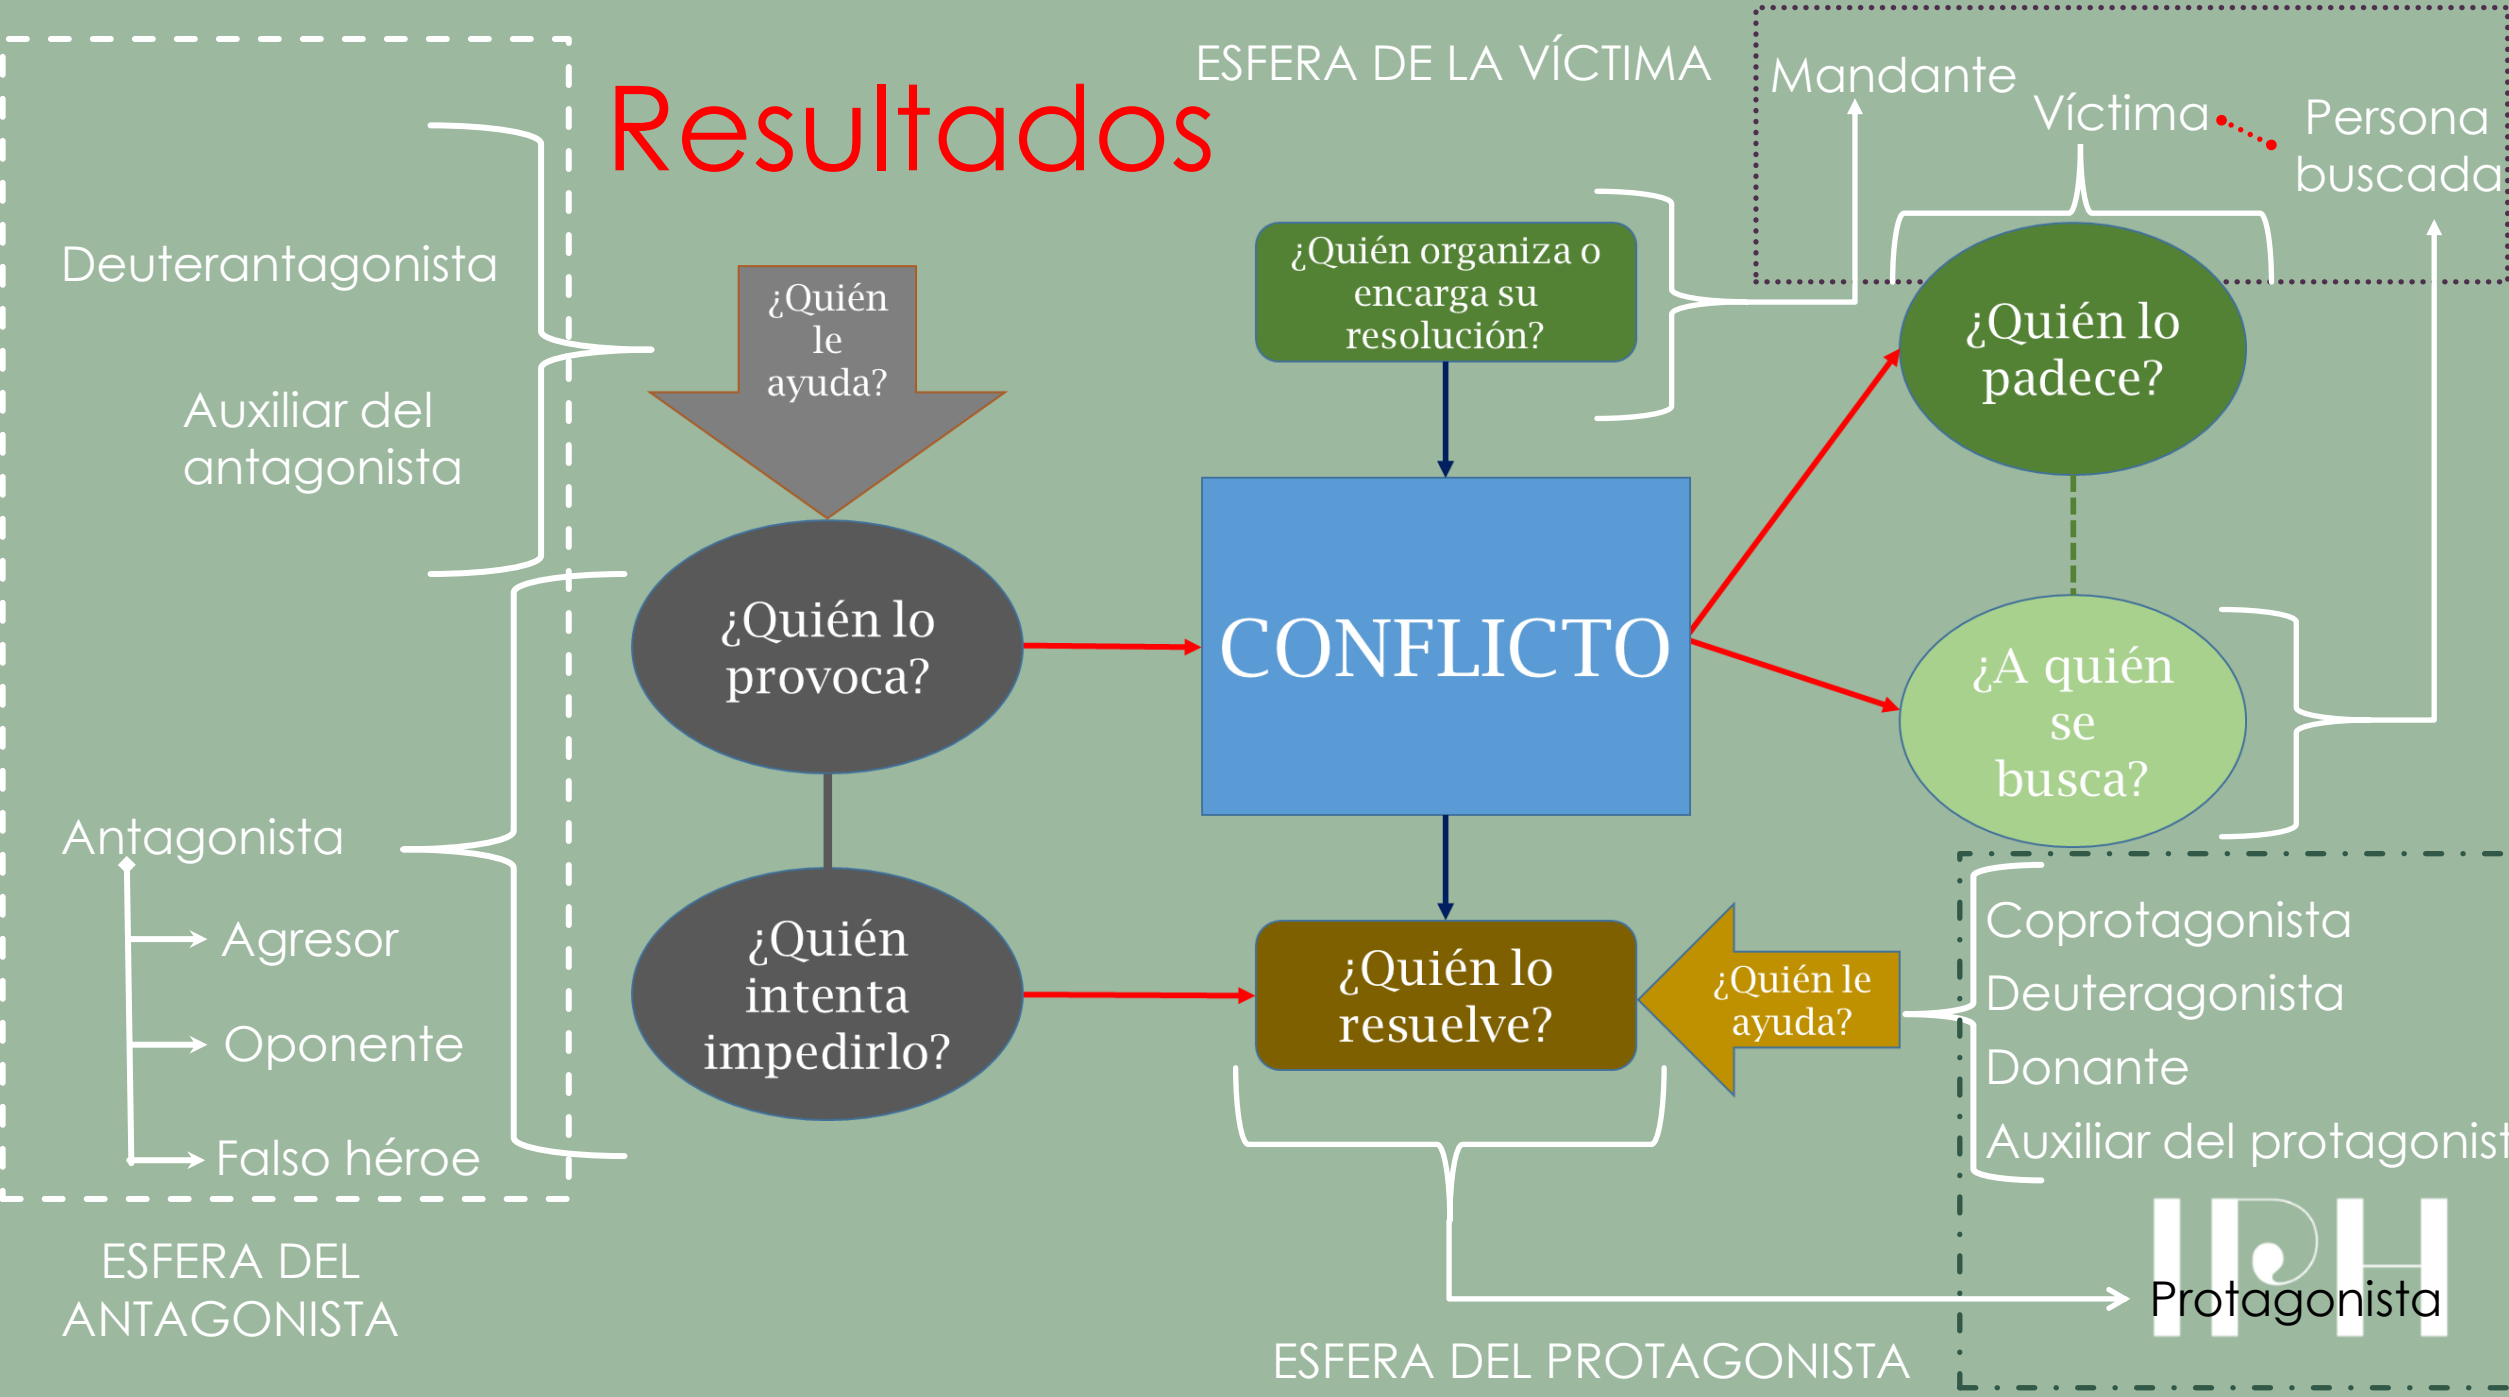 ESFERA DE LA VÍCTIMA
Resultados
Mandante
Víctima
Persona
buscada
Deuterantagonista
Auxiliar del
antagonista
¿Quién
le
ayuda?
¿Quién organiza o
encarga su
resolución?
¿Quién lo
padece?
¿Quién lo
provoca?
CONFLICTO
¿A quién
se
busca?
Antagonista
Agresor
Oponente
Falso héroe
¿Quién
intenta
impedirlo?
¿Quién lo
resuelve?
¿Quién le
ayuda?
Coprotagonista
Deuteragonista
Donante
Auxiliar del protagonist
IPH
Protagonista
ESFERA DEL
ANTAGONISTA
ESFERA DEL PROTAGONISTA